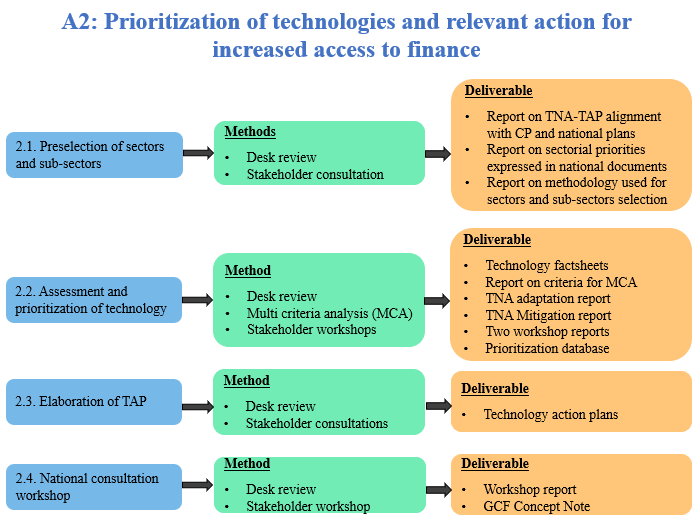 A2: Prioritization of technologies and relevant action for
increased access to finance
2.1. Preselection of sectors
and sub-sectors
Methods
• Desk review
• Stakeholder consultation
Deliverable
• Report on TNA-TAP alignment
with CP and national plans
• Report on sectorial priorities
expressed in national documents
• Report on methodology used for
sectors and sub-sectors selection
2.2. Assessment and
prioritization of technology
Method
• Desk review
• Multi criteria analysis (MCA)
• Stakeholder workshops
Deliverable
• Technology factsheets
• Report on criteria for MCA
• TNA adaptation report
• TNA Mitigation report
• Two workshop reports
• Prioritization database
2.3. Elaboration of TAP
Method
• Desk review
• Stakeholder consultations
Deliverable
• Technology action plans
2.4. National consultation
workshop
Method
• Desk review
• Stakeholder workshop
Deliverable
• Workshop report
• GCF Concept Note